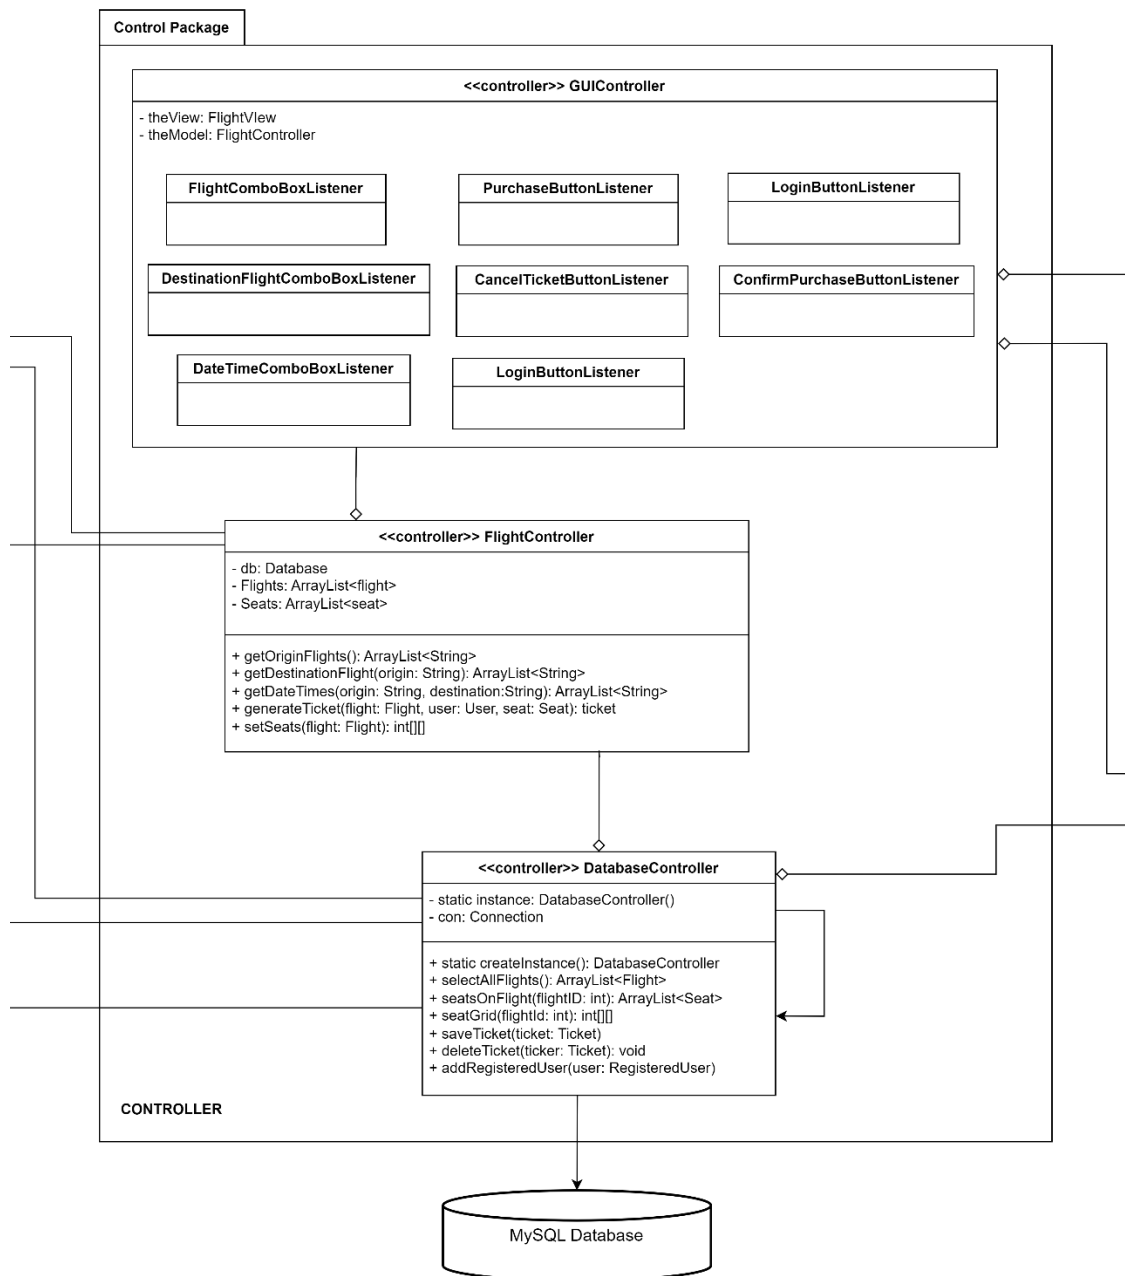 Control Package
<<controller>> GUIController
- theView: FlightVIew
- theModel: FlightController
FlightComboBoxListener
PurchaseButtonListener
LoginButtonListener
DestinationFlightComboBoxListener
CancelTicketButtonListener
ConfirmPurchaseButtonListener
DateTimeComboBoxListener
LoginButtonListener
<<controller>> FlightController
- db: Database
- Flights: ArrayList<flight>
- Seats: ArrayList<seat>
+ getOriginFlights(): ArrayList<String>
+ getDestinationFlight(origin: String): ArrayList<String>
+ getDateTimes(origin: String, destination:String): ArrayList<String>
+ generateTicket(flight: Flight, user: User, seat: Seat): ticket
+ setSeats(flight: Flight): int[][]
<<controller>> DatabaseController
- static instance: DatabaseController()
- con: Connection
+ static createInstance(): DatabaseController
+ selectAllFlights(): ArrayList<Flight>
+ seatsOnFlight(flightID: int): ArrayList<Seat>
+ seatGrid(flightId: int): int[][]
+ saveTicket(ticket: Ticket)
+ deleteTicket(ticker: Ticket): void
+ addRegisteredUser(user: RegisteredUser)
CONTROLLER
MySQL Database